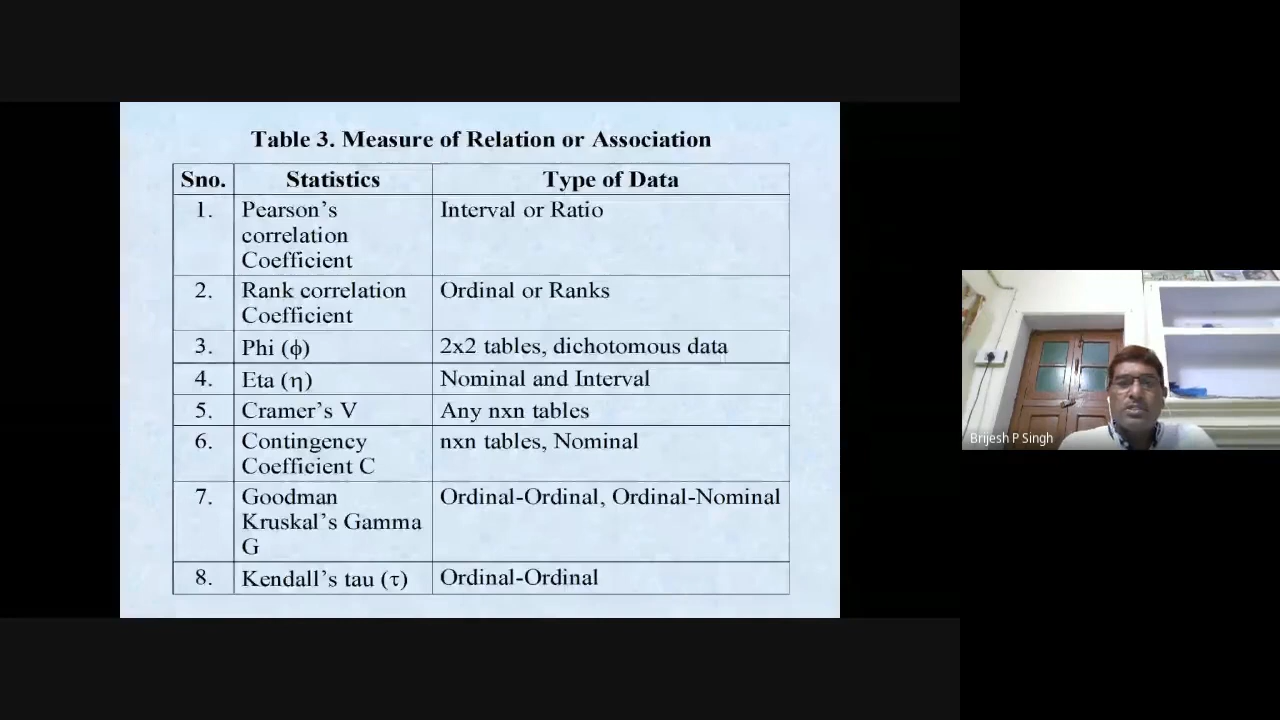 Table 3. Measure of Relation or Association
Sno. Statistics Type of Data
1. Pearson’s Interval or Ratio
correlation
Coefficient
2. Rank correlation Ordinal or Ranks
Coefficient
3. Phi (ϕ) 2x2 tables, dichotomous data
4. Eta (η) Nominal and Interval
5. Cramer’s V Any nxn tables
6. Contingency nxn tables, Nominal
Coefficient C
7. Goodman Ordinal-Ordinal, Ordinal-Nominal
Kruskal’s Gamma
G
8. Kendall’s tau (τ) Ordinal-Ordinal
Brijesh P Singh